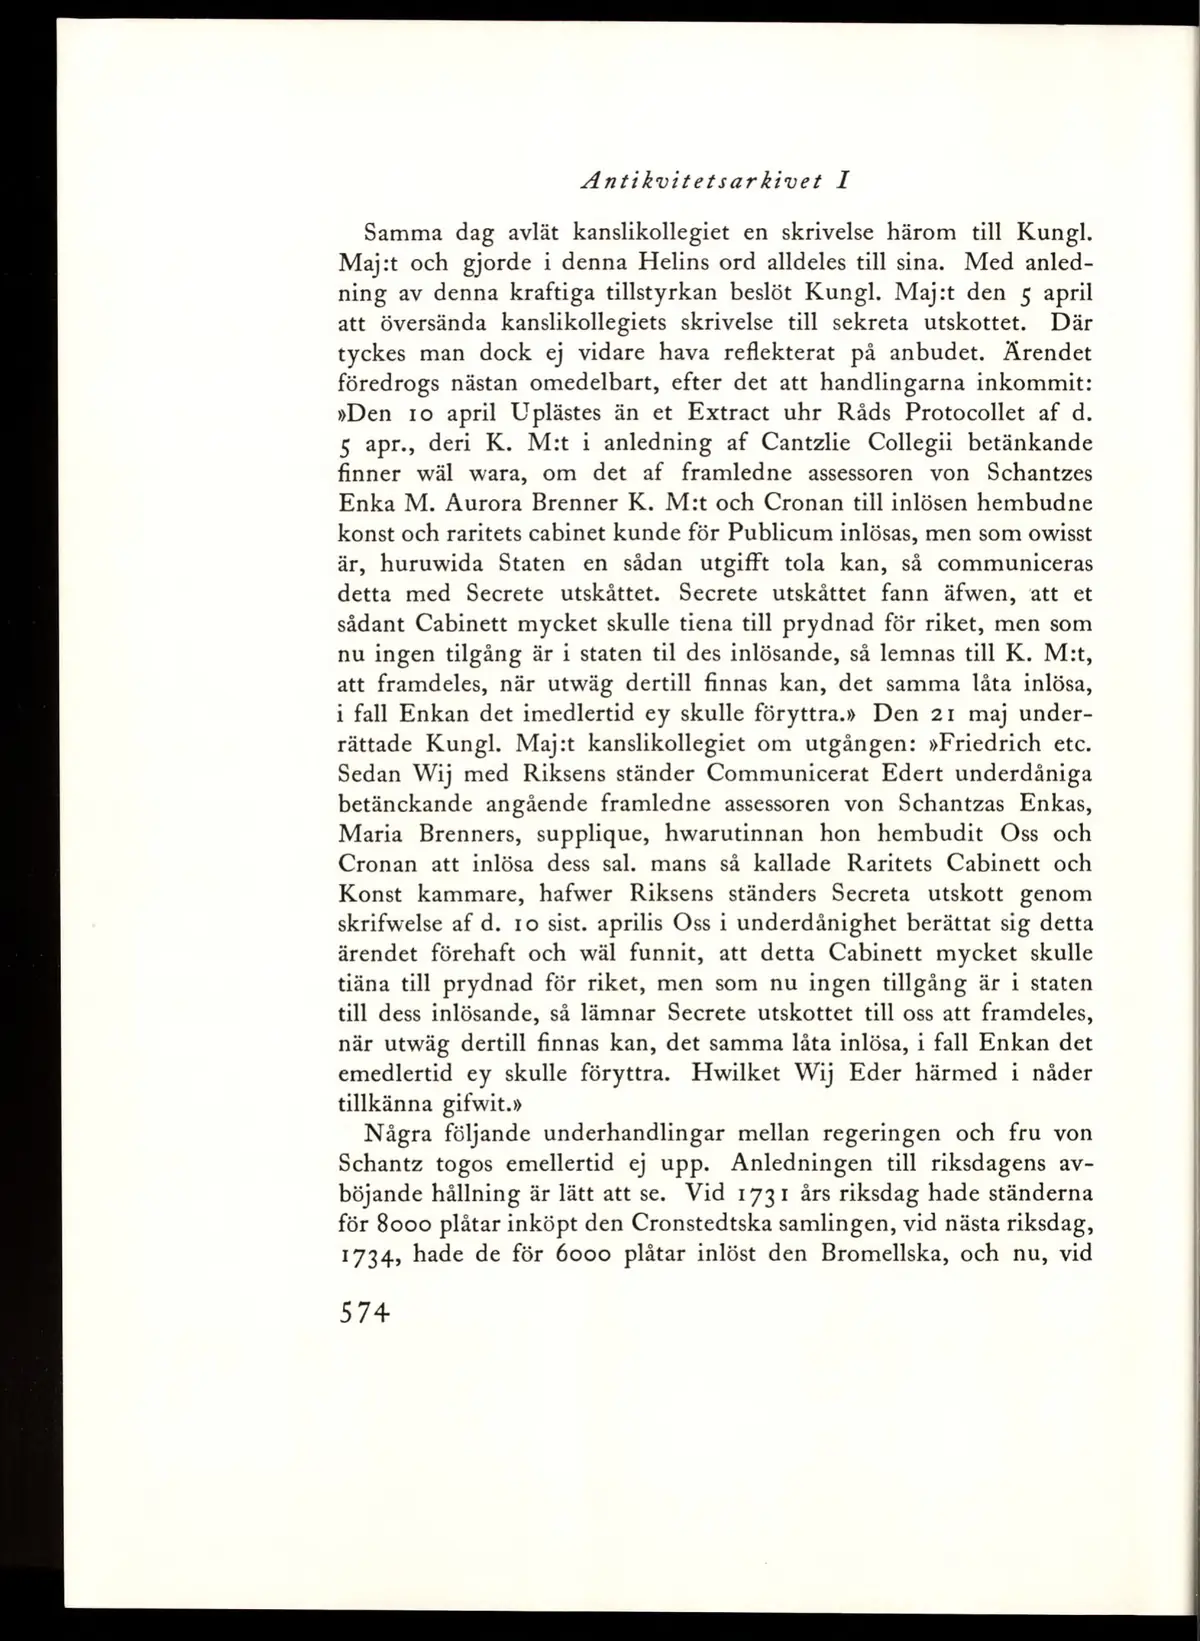 Antikvitetsarkivet I
Samma dag avlät kanslikollegiet en skrivelse härom till Kungl.
Maj:t och gjorde i denna Helins ord alldeles till sina. Med anled-
ning av denna kraftiga tillstyrkan beslöt Kungl. Maj:t den 5 april
att översända kanslikollegiets skrivelse till sekreta utskottet. Där
tyckes man dock ej vidare hava reflekterat på anbudet. Ärendet
föredrogs nästan omedelbart, efter det att handlingarna inkommit:
»Den 10 april Uplästes än et Extract uhr Råds Protocollet af d.
5 apr., deri K. M:t i anledning af Cantzlie Collegii betänkande
finner wäl wara, om det af framledne assessoren von Schantzes
Enka M. Aurora Brenner K. M:t och Cronan till inlösen hembudne
konst och raritets cabinet kunde för Publicum inlösas, men som owisst
är, huruwida Staten en sådan utgifft tola kan, så communiceras
detta med Secrete utskåttet. Secrete utskåttet fann äfwen, att et
sådant Cabinett mycket skulle tiena till prydnad för riket, men som
nu ingen tilgång är i staten til des inlösande, så lemnas till K. M:t,
att framdeles, när utwäg dertill finnas kan, det samma låta inlösa,
i fall Enkan det imedlertid ey skulle föryttra.» Den 21 maj under-
rättade Kungl. Maj:t kanslikollegiet om utgången: »Friedrich etc.
Sedan Wij med Riksens ständer Communicerat Edert underdåniga
betänckande angående framledne assessoren von Schantzas Enkas,
Maria Brenners, supplique, hwarutinnan hon hembudit Oss och
Cronan att inlösa dess sal. mans så kallade Raritets Cabinett och
Konst kammare, hafwer Riksens ständers Secreta utskott genom
skrifwelse af d. 10 sist. aprilis Oss i underdånighet berättat sig detta
ärendet förehaft och wäl funnit, att detta Cabinett mycket skulle
tiäna till prydnad för riket, men som nu ingen tillgång är i staten
till dess inlösande, så lämnar Secrete utskottet till oss att framdeles,
när utwäg dertill finnas kan, det samma låta inlösa, i fall Enkan det
emedlertid ey skulle föryttra. Hwilket Wij Eder härmed i nåder
tillkänna gifwit.»
Några följande underhandlingar mellan regeringen och fru von
Schantz togos emellertid ej upp. Anledningen till riksdagens av-
böjande hållning är lätt att se. Vid 1731 års riksdag hade ständerna
för 8000 plåtar inköpt den Cronstedtska samlingen, vid nästa riksdag,
1734, hade de för 6000 plåtar inlöst den Bromellska, och nu, vid
574